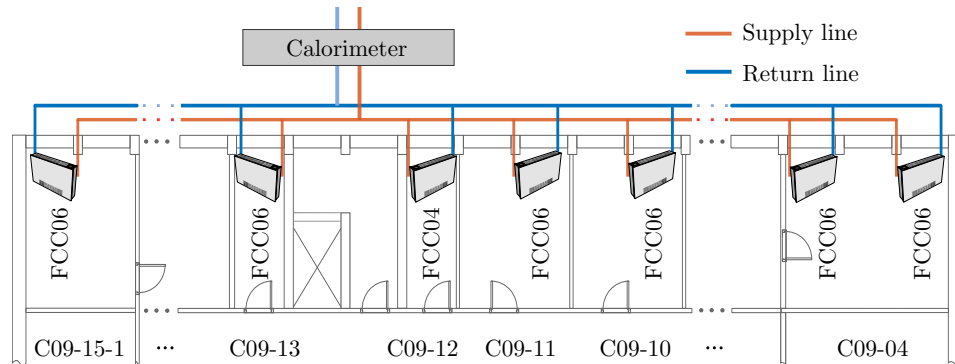 Calorimeter
Supply line
Return line
FCC06
FCC06
FCC04
FCC06
FCC06
FCC06
FCC06
C09-15-1 ... C09-13 C09-12 C09-11 C09-10 ... C09-04